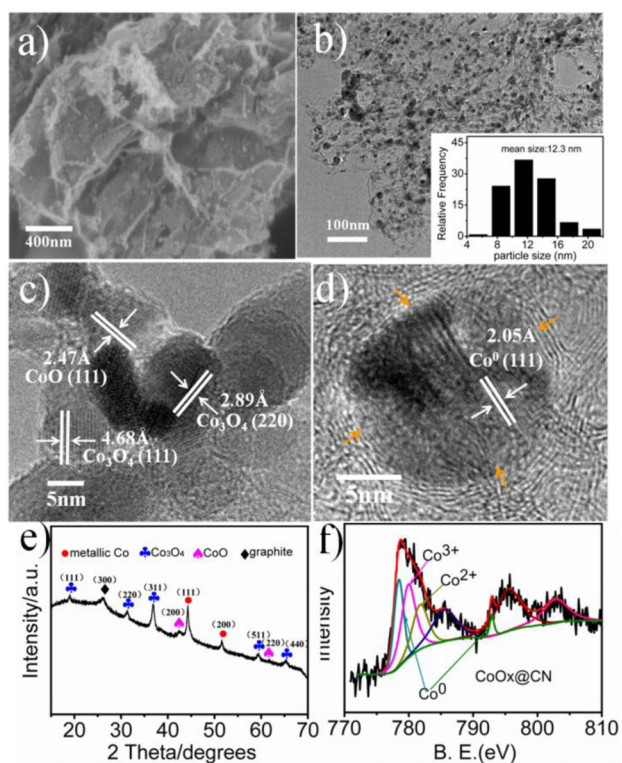 a)
400nm
b)
100nm
mean size:12.3 nm
Relative Frequency
45
30
15
0
4 8 12 16 20
particle size (nm)
c)
2.47Å
CoO (111)
2.89Å
Co₃O₄ (220)
4.68Å
Co₃O₄ (111)
5nm
d)
2.05Å
Co⁰ (111)
5nm
e)
metallic Co Co₃O₄ CoO graphite
(111)
(300)
(220)
(311)
(200)
(111)
(200)
(511)
(220)
(440)
Intensity/a.u.
20 30 40 50 60 70
2 Theta/degrees
f)
Co³⁺
Co²⁺
Co⁰
CoOx@CN
Intensity
770 780 790 800 810
B. E.(eV)